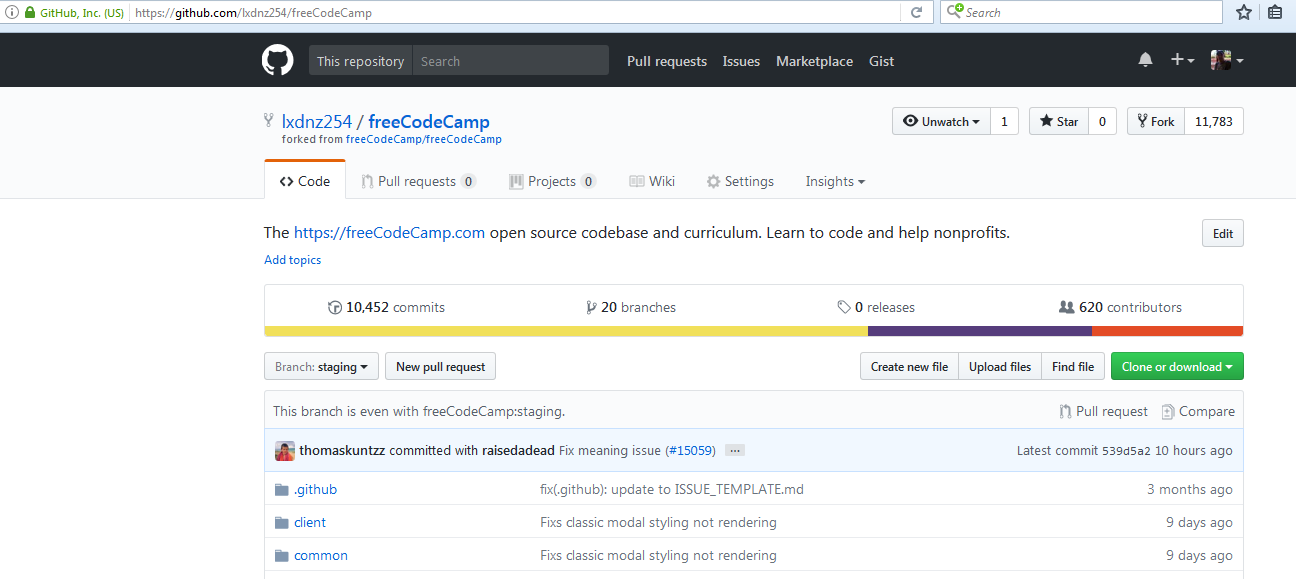 GitHub, Inc. (US) https://github.com/lxdnz254/freeCodeCamp Search
This repository Search Pull requests Issues Marketplace Gist
lxdnz254 / freeCodeCamp Unwatch 1 Star 0 Fork 11,783
forked from freeCodeCamp/freeCodeCamp
Code Pull requests 0 Projects 0 Wiki Settings Insights
The https://freeCodeCamp.com open source codebase and curriculum. Learn to code and help nonprofits. Edit
Add topics
10,452 commits 20 branches 0 releases 620 contributors
Branch: staging New pull request Create new file Upload files Find file Clone or download
This branch is even with freeCodeCamp:staging. Pull request Compare
thomaskuntzz committed with raisedadead Fix meaning issue (#15059) ... Latest commit 539d5a2 10 hours ago
.github fix(.github): update to ISSUE_TEMPLATE.md 3 months ago
client Fixs classic modal styling not rendering 9 days ago
common Fixs classic modal styling not rendering 9 days ago